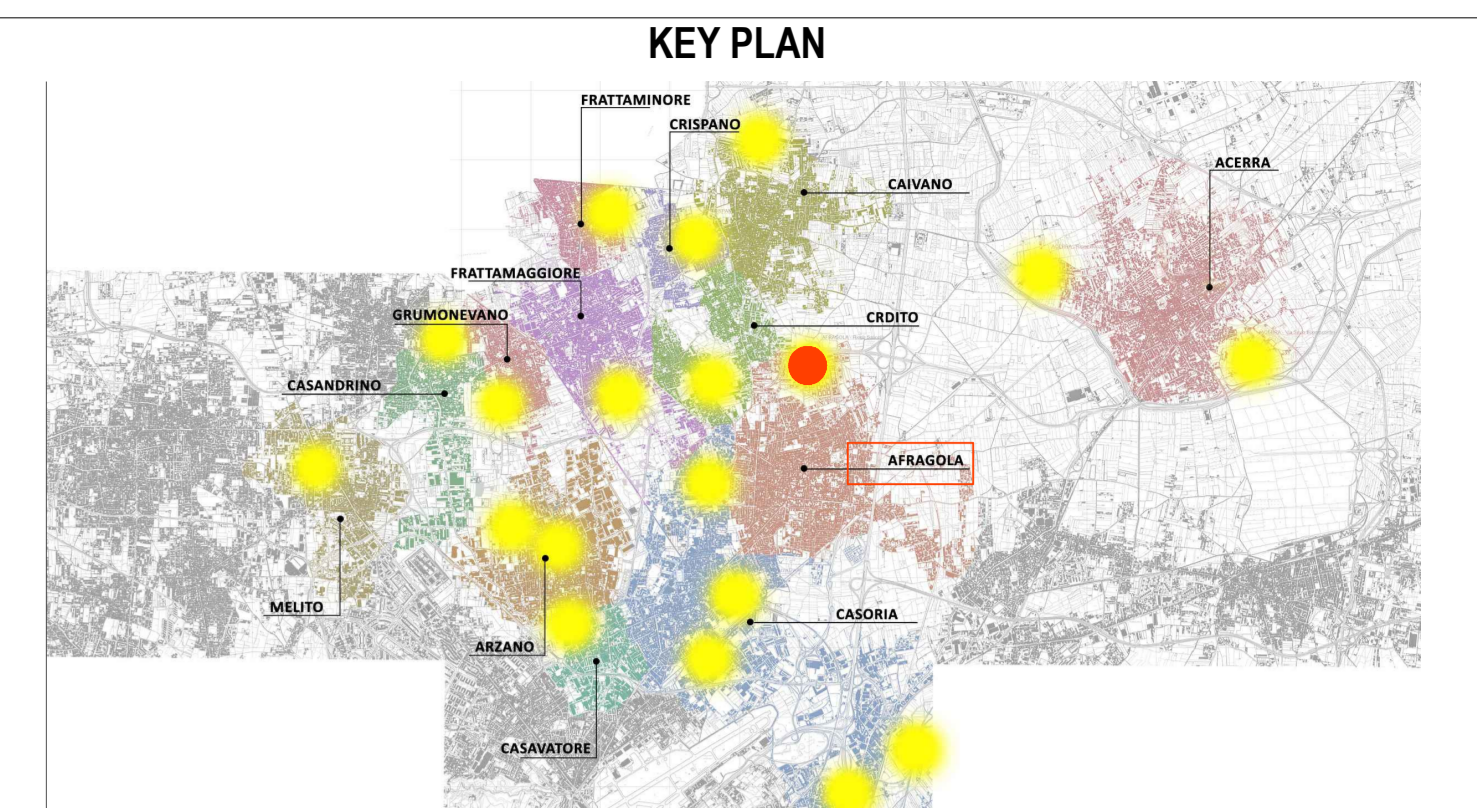 KEY PLAN
FRATTAMINORE
CRISPANO
ACERRA
CAIVANO
FRATTAMAGGIORE
GRUMONEVANO
CRDITO
CASANDRINO
AFRAGOLA
MELITO
CASORIA
ARZANO
CASAVATORE